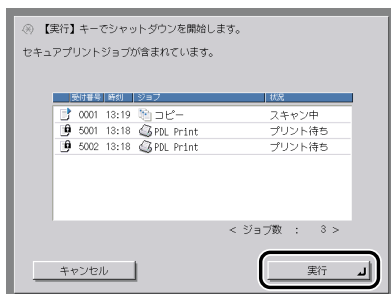 【実行】キーでシャットダウンを開始します。
セキュアプリントジョブが含まれています。
受付番号 時刻 ジョブ 状況
0001 13:19 コピー スキャン中
5001 13:18 PDL Print プリント待ち
5002 13:18 PDL Print プリント待ち
< ジョブ数 : 3 >
キャンセル 実行